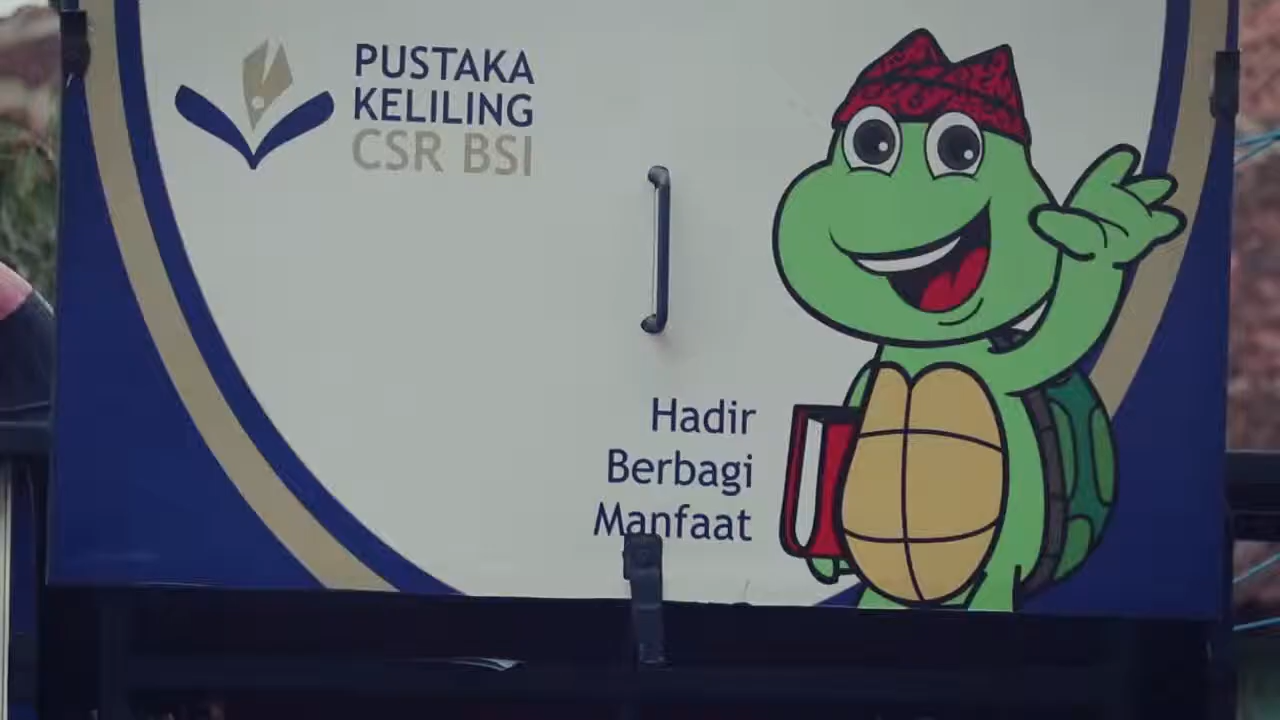 PUSTAKA
KELILING
CSR BSI
Hadir
Berbagi
Manfaat